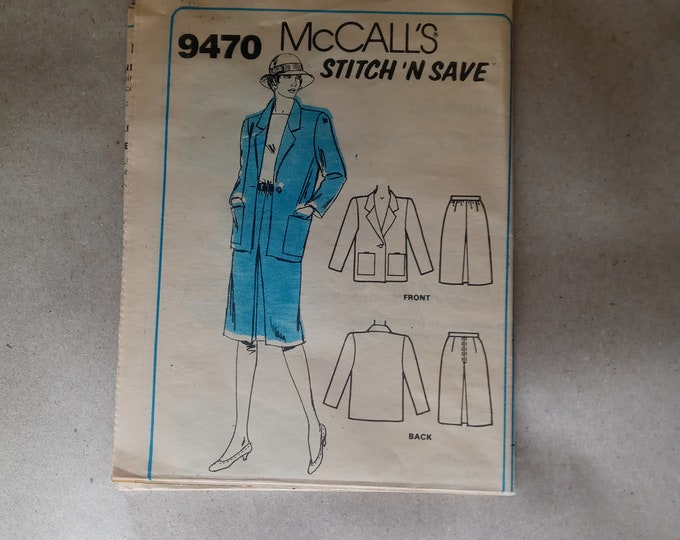 9470 McCALL'S®
STITCH 'N SAVE
FRONT
BACK